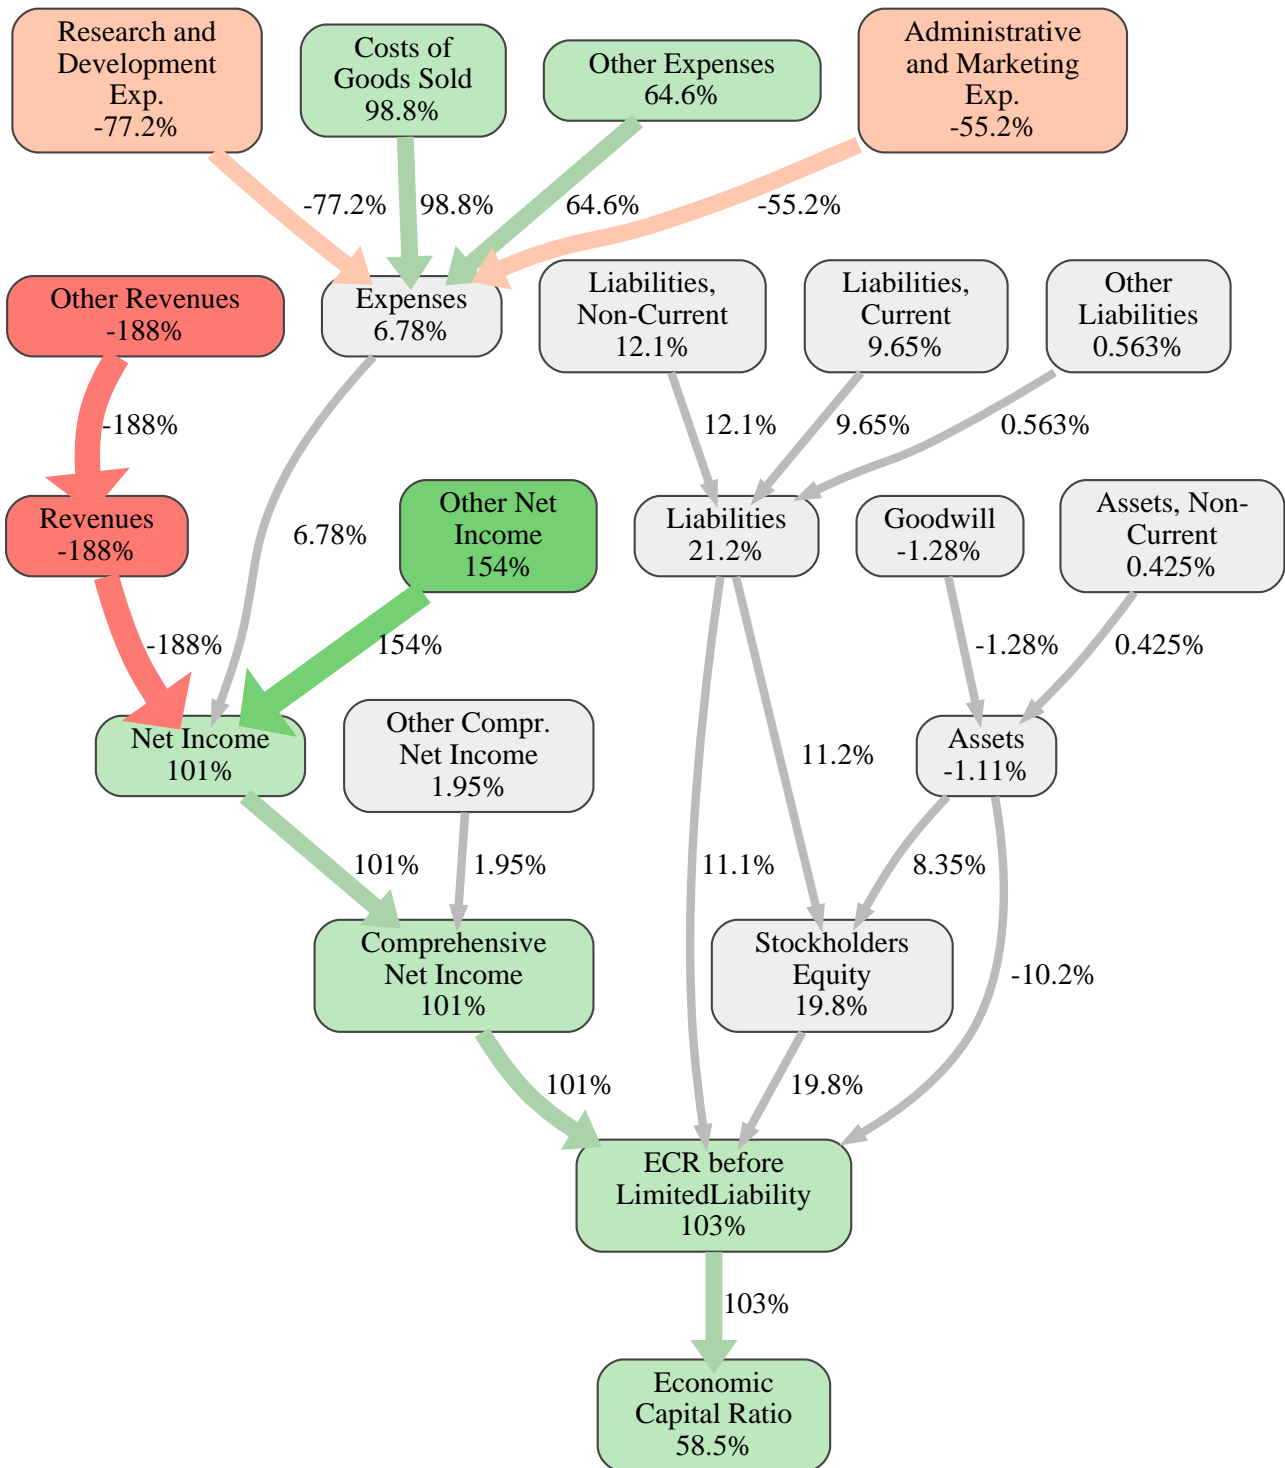 Research and
Development
Exp.
-77.2%
Costs of
Goods Sold
98.8%
Other Expenses
64.6%
Administrative
and Marketing
Exp.
-55.2%
-77.2%
98.8%
64.6%
-55.2%
Other Revenues
-188%
Expenses
6.78%
Liabilities,
Non-Current
12.1%
Liabilities,
Current
9.65%
Other
Liabilities
0.563%
-188%
12.1%
9.65%
0.563%
Revenues
-188%
6.78%
Other Net
Income
154%
Liabilities
21.2%
Goodwill
-1.28%
Assets, Non-
Current
0.425%
-188%
154%
-1.28%
0.425%
Net Income
101%
Other Compr.
Net Income
1.95%
11.2%
Assets
-1.11%
101%
1.95%
11.1%
8.35%
Comprehensive
Net Income
101%
Stockholders
Equity
19.8%
-10.2%
101%
19.8%
ECR before
LimitedLiability
103%
103%
Economic
Capital Ratio
58.5%